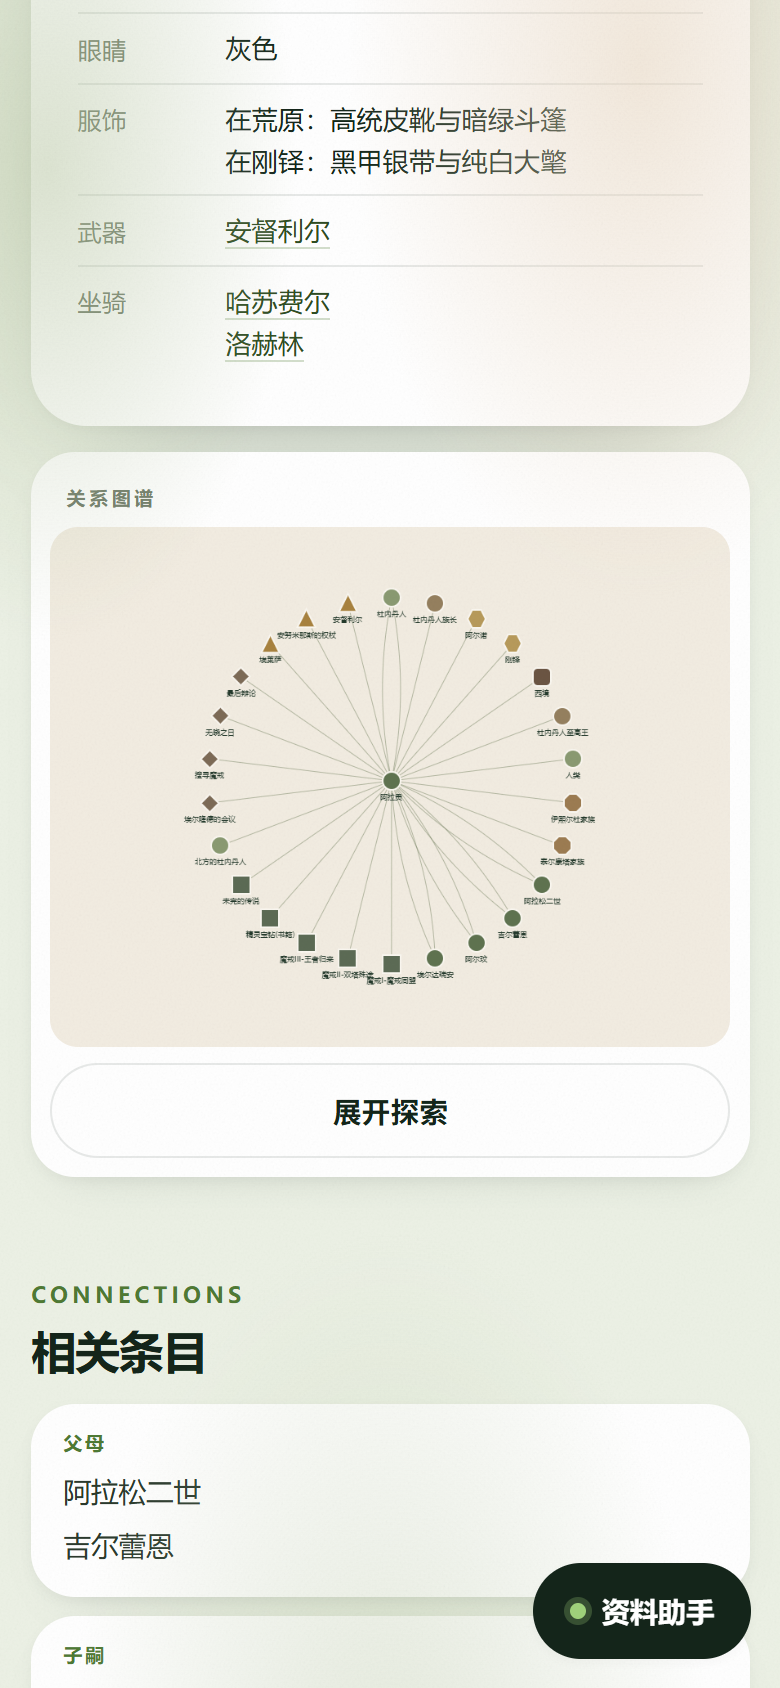 眼睛
灰色
服饰
在荒原：高统皮靴与暗绿斗篷
在刚铎：黑甲银带与纯白大氅
武器
安督利尔
坐骑
哈苏费尔
洛赫林
关系图谱
杜内丹人
安督利尔
杜内丹人族长
安努米那斯的权杖
阿尔诺
埃莱萨
刚铎
最后辩论
西境
无晓之日
杜内丹人至高王
搜寻魔戒
人类
阿拉贡
埃尔隆德的会议
伊熙尔杜家族
北方的杜内丹人
泰尔康塔家族
未完的传说
阿拉松二世
精灵宝钻(书籍)
吉尔蕾恩
魔戒III-王者归来
阿尔玟
魔戒II-双塔殊途
魔戒I-魔戒同盟
埃尔达瑞安
展开探索
CONNECTIONS
相关条目
父母
阿拉松二世
吉尔蕾恩
资料助手
子嗣